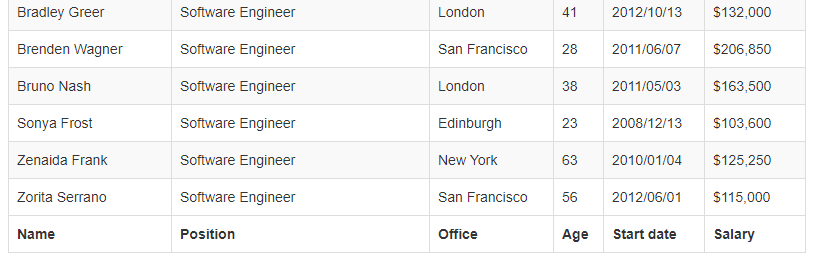 Bradley Greer Software Engineer London 41 2012/10/13 $132,000
Brenden Wagner Software Engineer San Francisco 28 2011/06/07 $206,850
Bruno Nash Software Engineer London 38 2011/05/03 $163,500
Sonya Frost Software Engineer Edinburgh 23 2008/12/13 $103,600
Zenaida Frank Software Engineer New York 63 2010/01/04 $125,250
Zorita Serrano Software Engineer San Francisco 56 2012/06/01 $115,000
Name Position Office Age Start date Salary